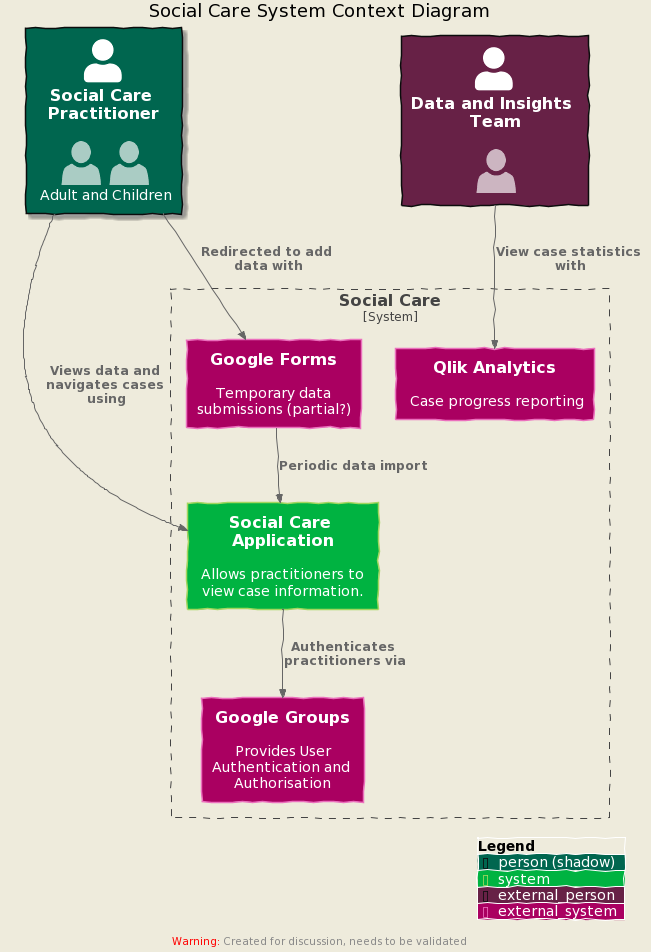 Social Care System Context Diagram
Social Care
Practitioner
Adult and Children
Data and Insights
Team
Redirected to add
data with
View case statistics
with
Social Care
[System]
Views data and
navigates cases
using
Google Forms
Temporary data
submissions (partial?)
Qlik Analytics
Case progress reporting
Periodic data import
Social Care
Application
Allows practitioners to
view case information.
Authenticates
practitioners via
Google Groups
Provides User
Authentication and
Authorisation
Legend
person (shadow)
system
external_person
external_system
Warning: Created for discussion, needs to be validated